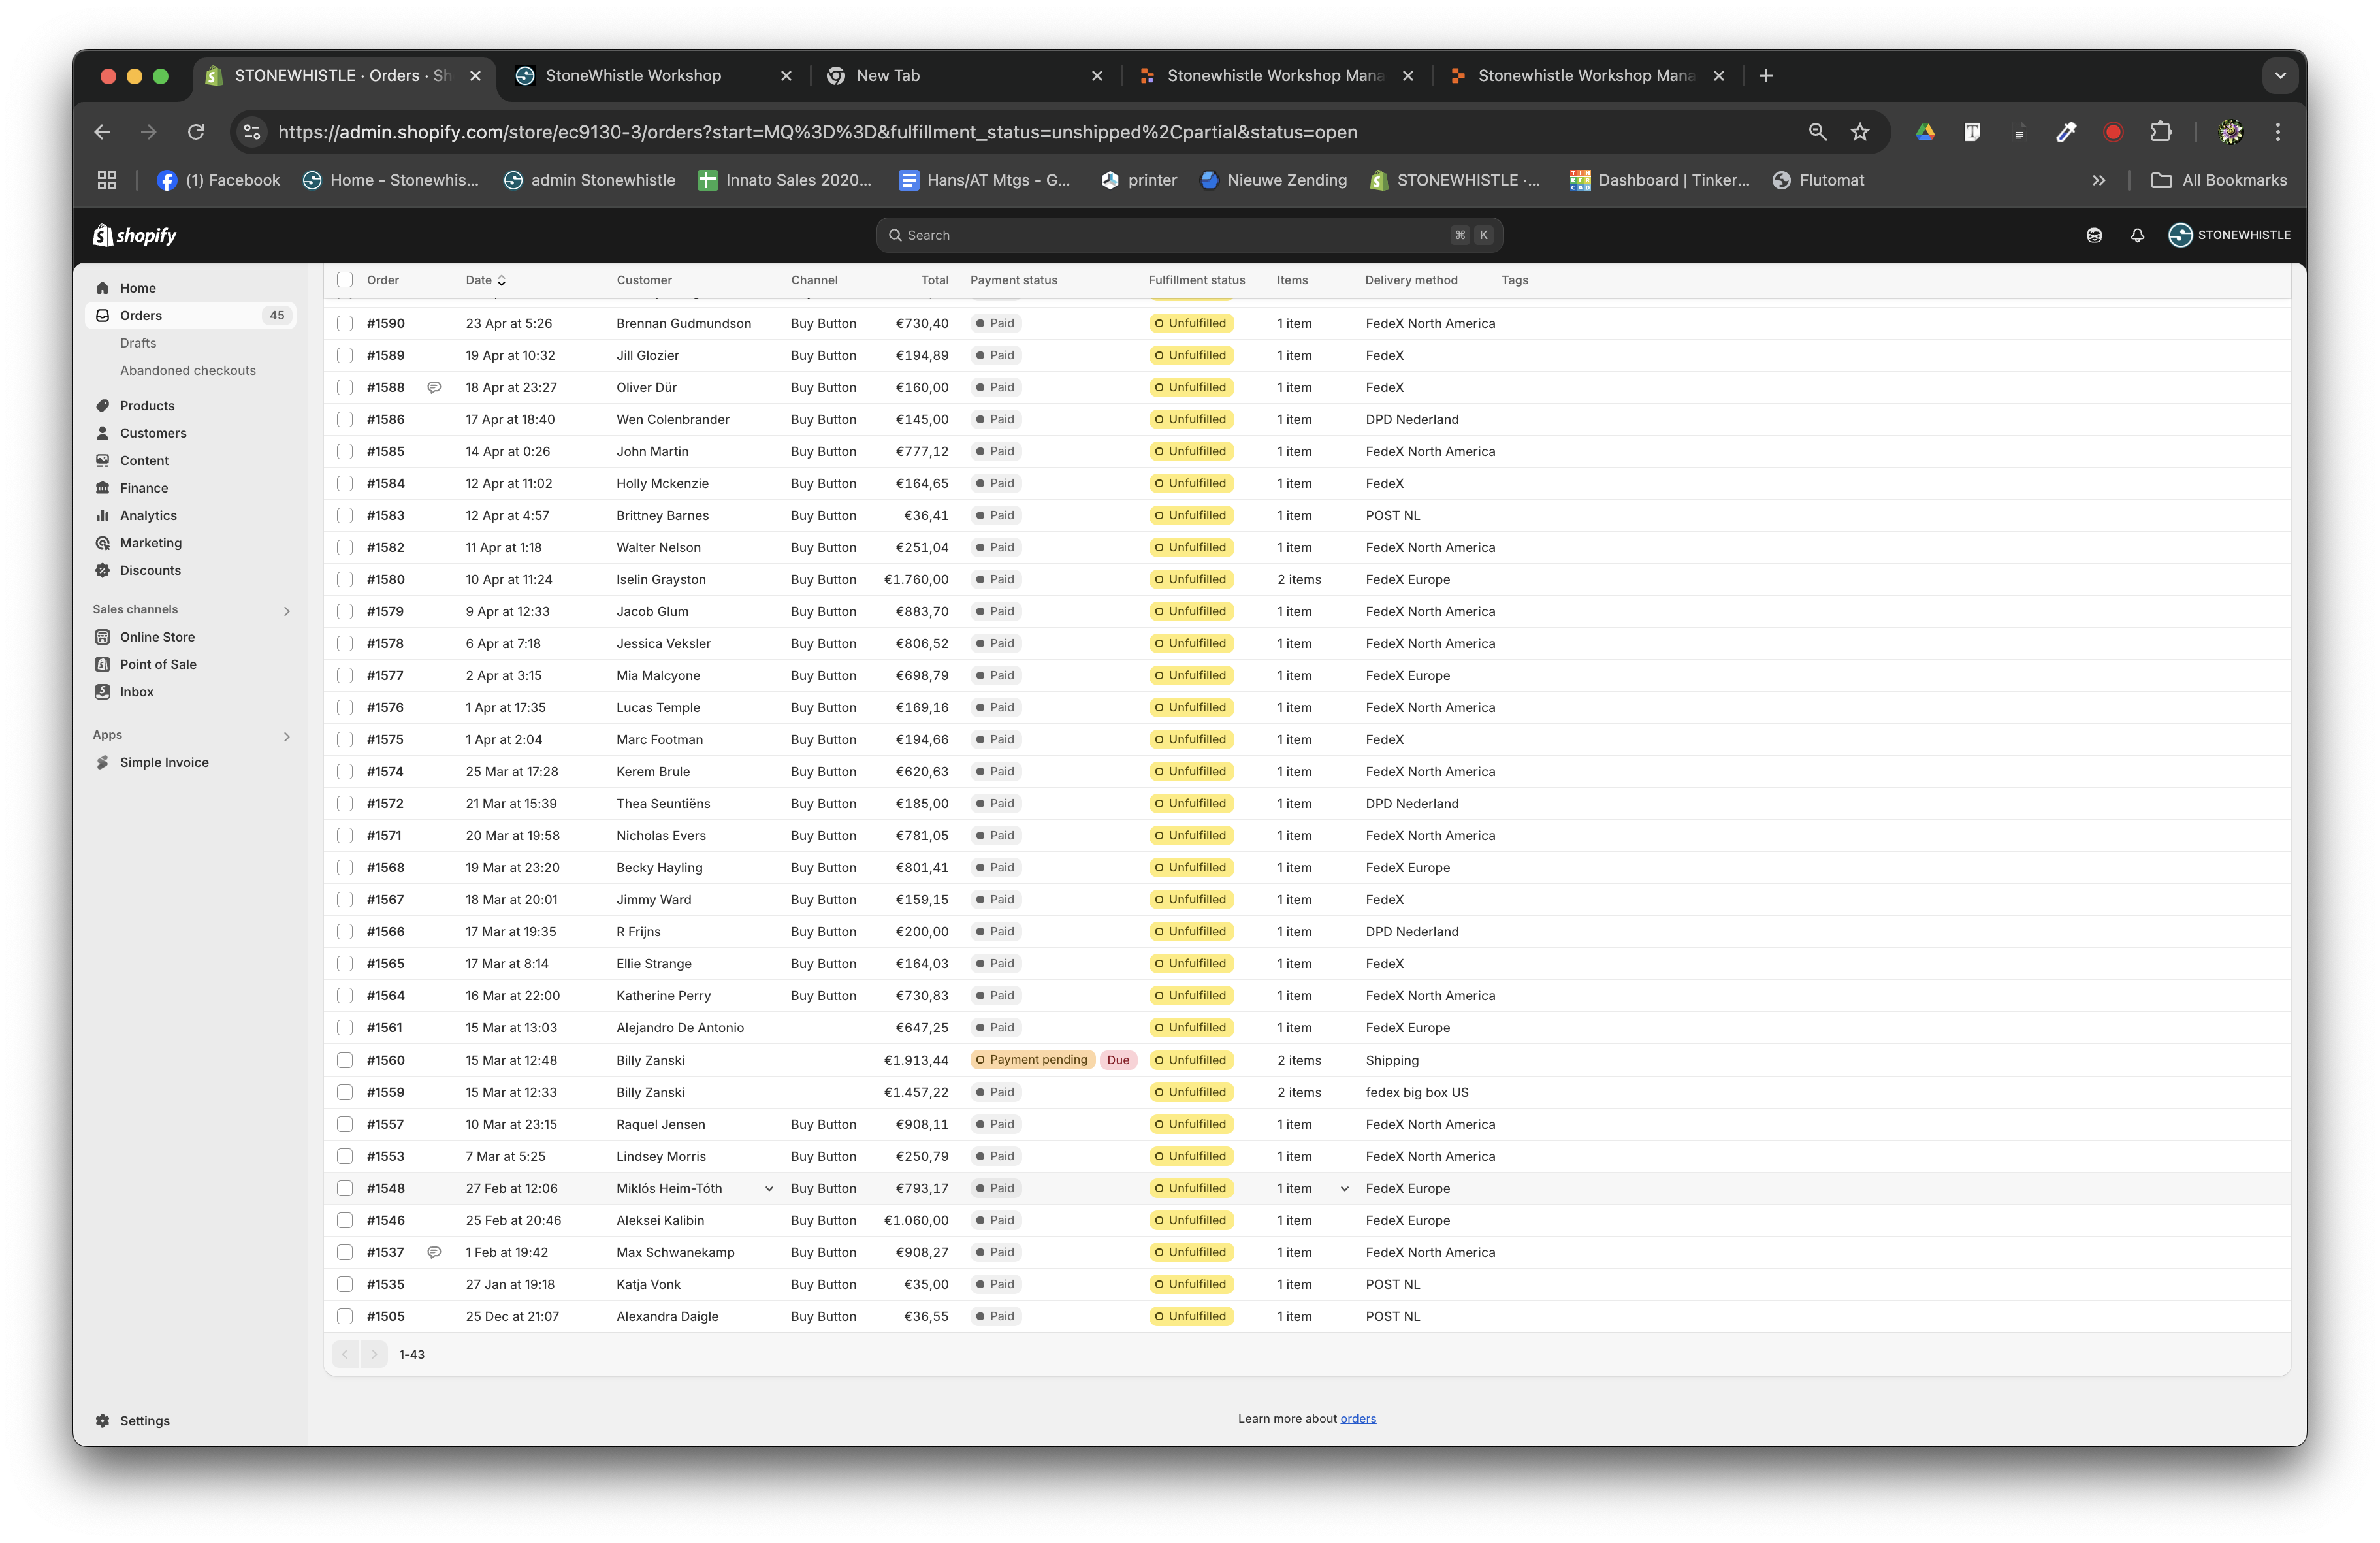 STONEWHISTLE · Orders · Sh
StoneWhistle Workshop
New Tab
Stonewhistle Workshop Mana
Stonewhistle Workshop Mana
https://admin.shopify.com/store/ec9130-3/orders?start=MQ%3D%3D&fulfillment_status=unshipped%2Cpartial&status=open
(1) Facebook Home - Stonewhis... admin Stonewhistle Innato Sales 2020... Hans/AT Mtgs - G... printer Nieuwe Zending STONEWHISTLE ·... Dashboard | Tinker... Flutomat » All Bookmarks
shopify Search ⌘ K STONEWHISTLE
Home
Orders 45
Drafts
Abandoned checkouts
Products
Customers
Content
Finance
Analytics
Marketing
Discounts
Sales channels
Online Store
Point of Sale
Inbox
Apps
Simple Invoice
Settings
Order Date Customer Channel Total Payment status Fulfillment status Items Delivery method Tags
#1590 23 Apr at 5:26 Brennan Gudmundson Buy Button €730,40 Paid Unfulfilled 1 item FedeX North America
#1589 19 Apr at 10:32 Jill Glozier Buy Button €194,89 Paid Unfulfilled 1 item FedeX
#1588 18 Apr at 23:27 Oliver Dür Buy Button €160,00 Paid Unfulfilled 1 item FedeX
#1586 17 Apr at 18:40 Wen Colenbrander Buy Button €145,00 Paid Unfulfilled 1 item DPD Nederland
#1585 14 Apr at 0:26 John Martin Buy Button €777,12 Paid Unfulfilled 1 item FedeX North America
#1584 12 Apr at 11:02 Holly Mckenzie Buy Button €164,65 Paid Unfulfilled 1 item FedeX
#1583 12 Apr at 4:57 Brittney Barnes Buy Button €36,41 Paid Unfulfilled 1 item POST NL
#1582 11 Apr at 1:18 Walter Nelson Buy Button €251,04 Paid Unfulfilled 1 item FedeX North America
#1580 10 Apr at 11:24 Iselin Grayston Buy Button €1.760,00 Paid Unfulfilled 2 items FedeX Europe
#1579 9 Apr at 12:33 Jacob Glum Buy Button €883,70 Paid Unfulfilled 1 item FedeX North America
#1578 6 Apr at 7:18 Jessica Veksler Buy Button €806,52 Paid Unfulfilled 1 item FedeX North America
#1577 2 Apr at 3:15 Mia Malcyone Buy Button €698,79 Paid Unfulfilled 1 item FedeX Europe
#1576 1 Apr at 17:35 Lucas Temple Buy Button €169,16 Paid Unfulfilled 1 item FedeX North America
#1575 1 Apr at 2:04 Marc Footman Buy Button €194,66 Paid Unfulfilled 1 item FedeX
#1574 25 Mar at 17:28 Kerem Brule Buy Button €620,63 Paid Unfulfilled 1 item FedeX North America
#1572 21 Mar at 15:39 Thea Seuntiëns Buy Button €185,00 Paid Unfulfilled 1 item DPD Nederland
#1571 20 Mar at 19:58 Nicholas Evers Buy Button €781,05 Paid Unfulfilled 1 item FedeX North America
#1568 19 Mar at 23:20 Becky Hayling Buy Button €801,41 Paid Unfulfilled 1 item FedeX Europe
#1567 18 Mar at 20:01 Jimmy Ward Buy Button €159,15 Paid Unfulfilled 1 item FedeX
#1566 17 Mar at 19:35 R Frijns Buy Button €200,00 Paid Unfulfilled 1 item DPD Nederland
#1565 17 Mar at 8:14 Ellie Strange Buy Button €164,03 Paid Unfulfilled 1 item FedeX
#1564 16 Mar at 22:00 Katherine Perry Buy Button €730,83 Paid Unfulfilled 1 item FedeX North America
#1561 15 Mar at 13:03 Alejandro De Antonio €647,25 Paid Unfulfilled 1 item FedeX Europe
#1560 15 Mar at 12:48 Billy Zanski €1.913,44 Payment pending Due Unfulfilled 2 items Shipping
#1559 15 Mar at 12:33 Billy Zanski €1.457,22 Paid Unfulfilled 2 items fedex big box US
#1557 10 Mar at 23:15 Raquel Jensen Buy Button €908,11 Paid Unfulfilled 1 item FedeX North America
#1553 7 Mar at 5:25 Lindsey Morris Buy Button €250,79 Paid Unfulfilled 1 item FedeX North America
#1548 27 Feb at 12:06 Miklós Heim-Tóth Buy Button €793,17 Paid Unfulfilled 1 item FedeX Europe
#1546 25 Feb at 20:46 Aleksei Kalibin Buy Button €1.060,00 Paid Unfulfilled 1 item FedeX Europe
#1537 1 Feb at 19:42 Max Schwanekamp Buy Button €908,27 Paid Unfulfilled 1 item FedeX North America
#1535 27 Jan at 19:18 Katja Vonk Buy Button €35,00 Paid Unfulfilled 1 item POST NL
#1505 25 Dec at 21:07 Alexandra Daigle Buy Button €36,55 Paid Unfulfilled 1 item POST NL
1-43
Learn more about orders